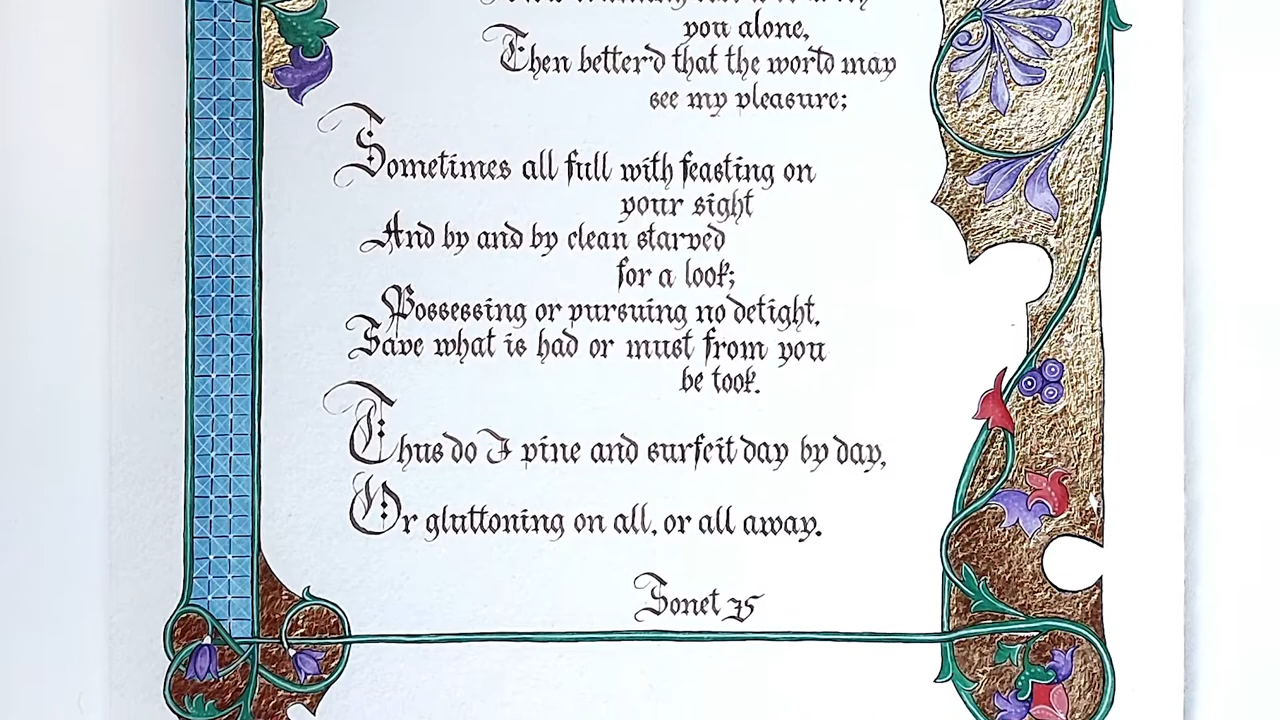 you alone,
Then better'd that the world may
see my pleasure;
Sometimes all full with feasting on
your sight
And by and by clean starved
for a look;
Possessing or pursuing no delight,
Save what is had or must from you
be took.
Thus do I pine and surfeit day by day,
Or gluttoning on all, or all away.
Sonet 75